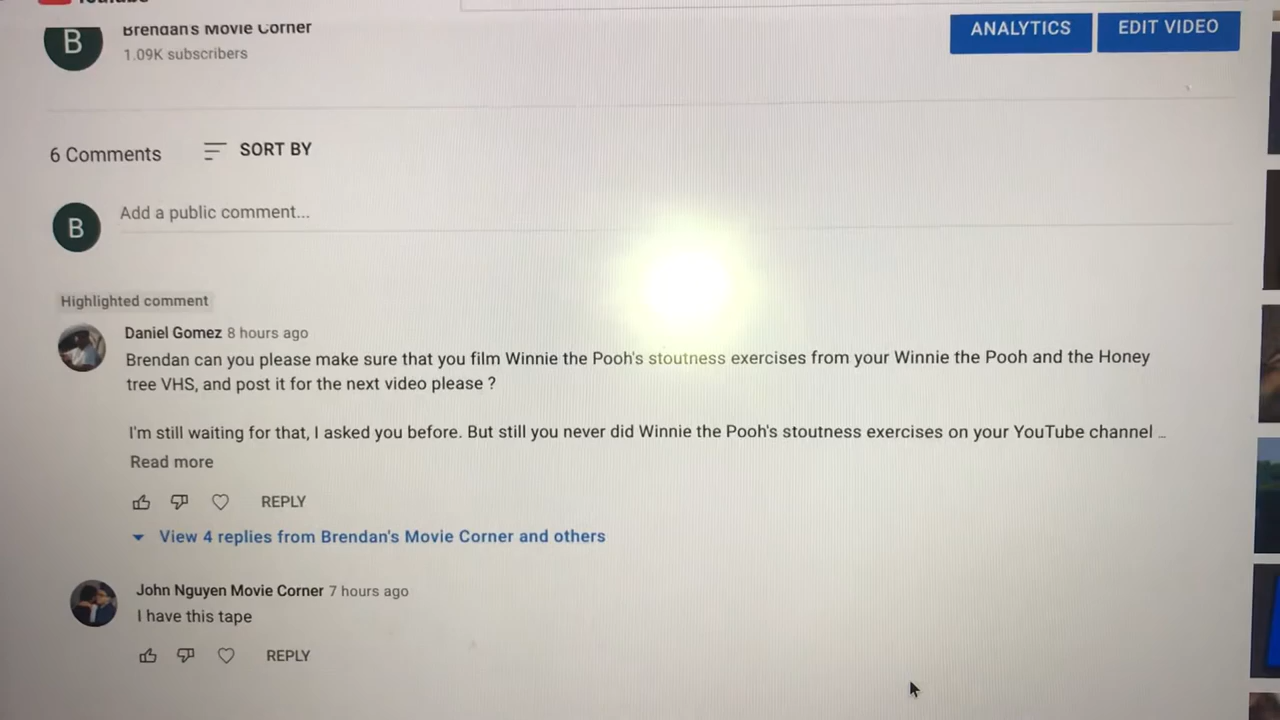 Brendan's Movie Corner
1.09K subscribers
ANALYTICS
EDIT VIDEO
6 Comments
SORT BY
B
B
Add a public comment...
Highlighted comment
Daniel Gomez 8 hours ago
Brendan can you please make sure that you film Winnie the Pooh's stoutness exercises from your Winnie the Pooh and the Honey
tree VHS, and post it for the next video please ?
I'm still waiting for that, I asked you before. But still you never did Winnie the Pooh's stoutness exercises on your YouTube channel ...
Read more
REPLY
View 4 replies from Brendan's Movie Corner and others
John Nguyen Movie Corner 7 hours ago
I have this tape
REPLY